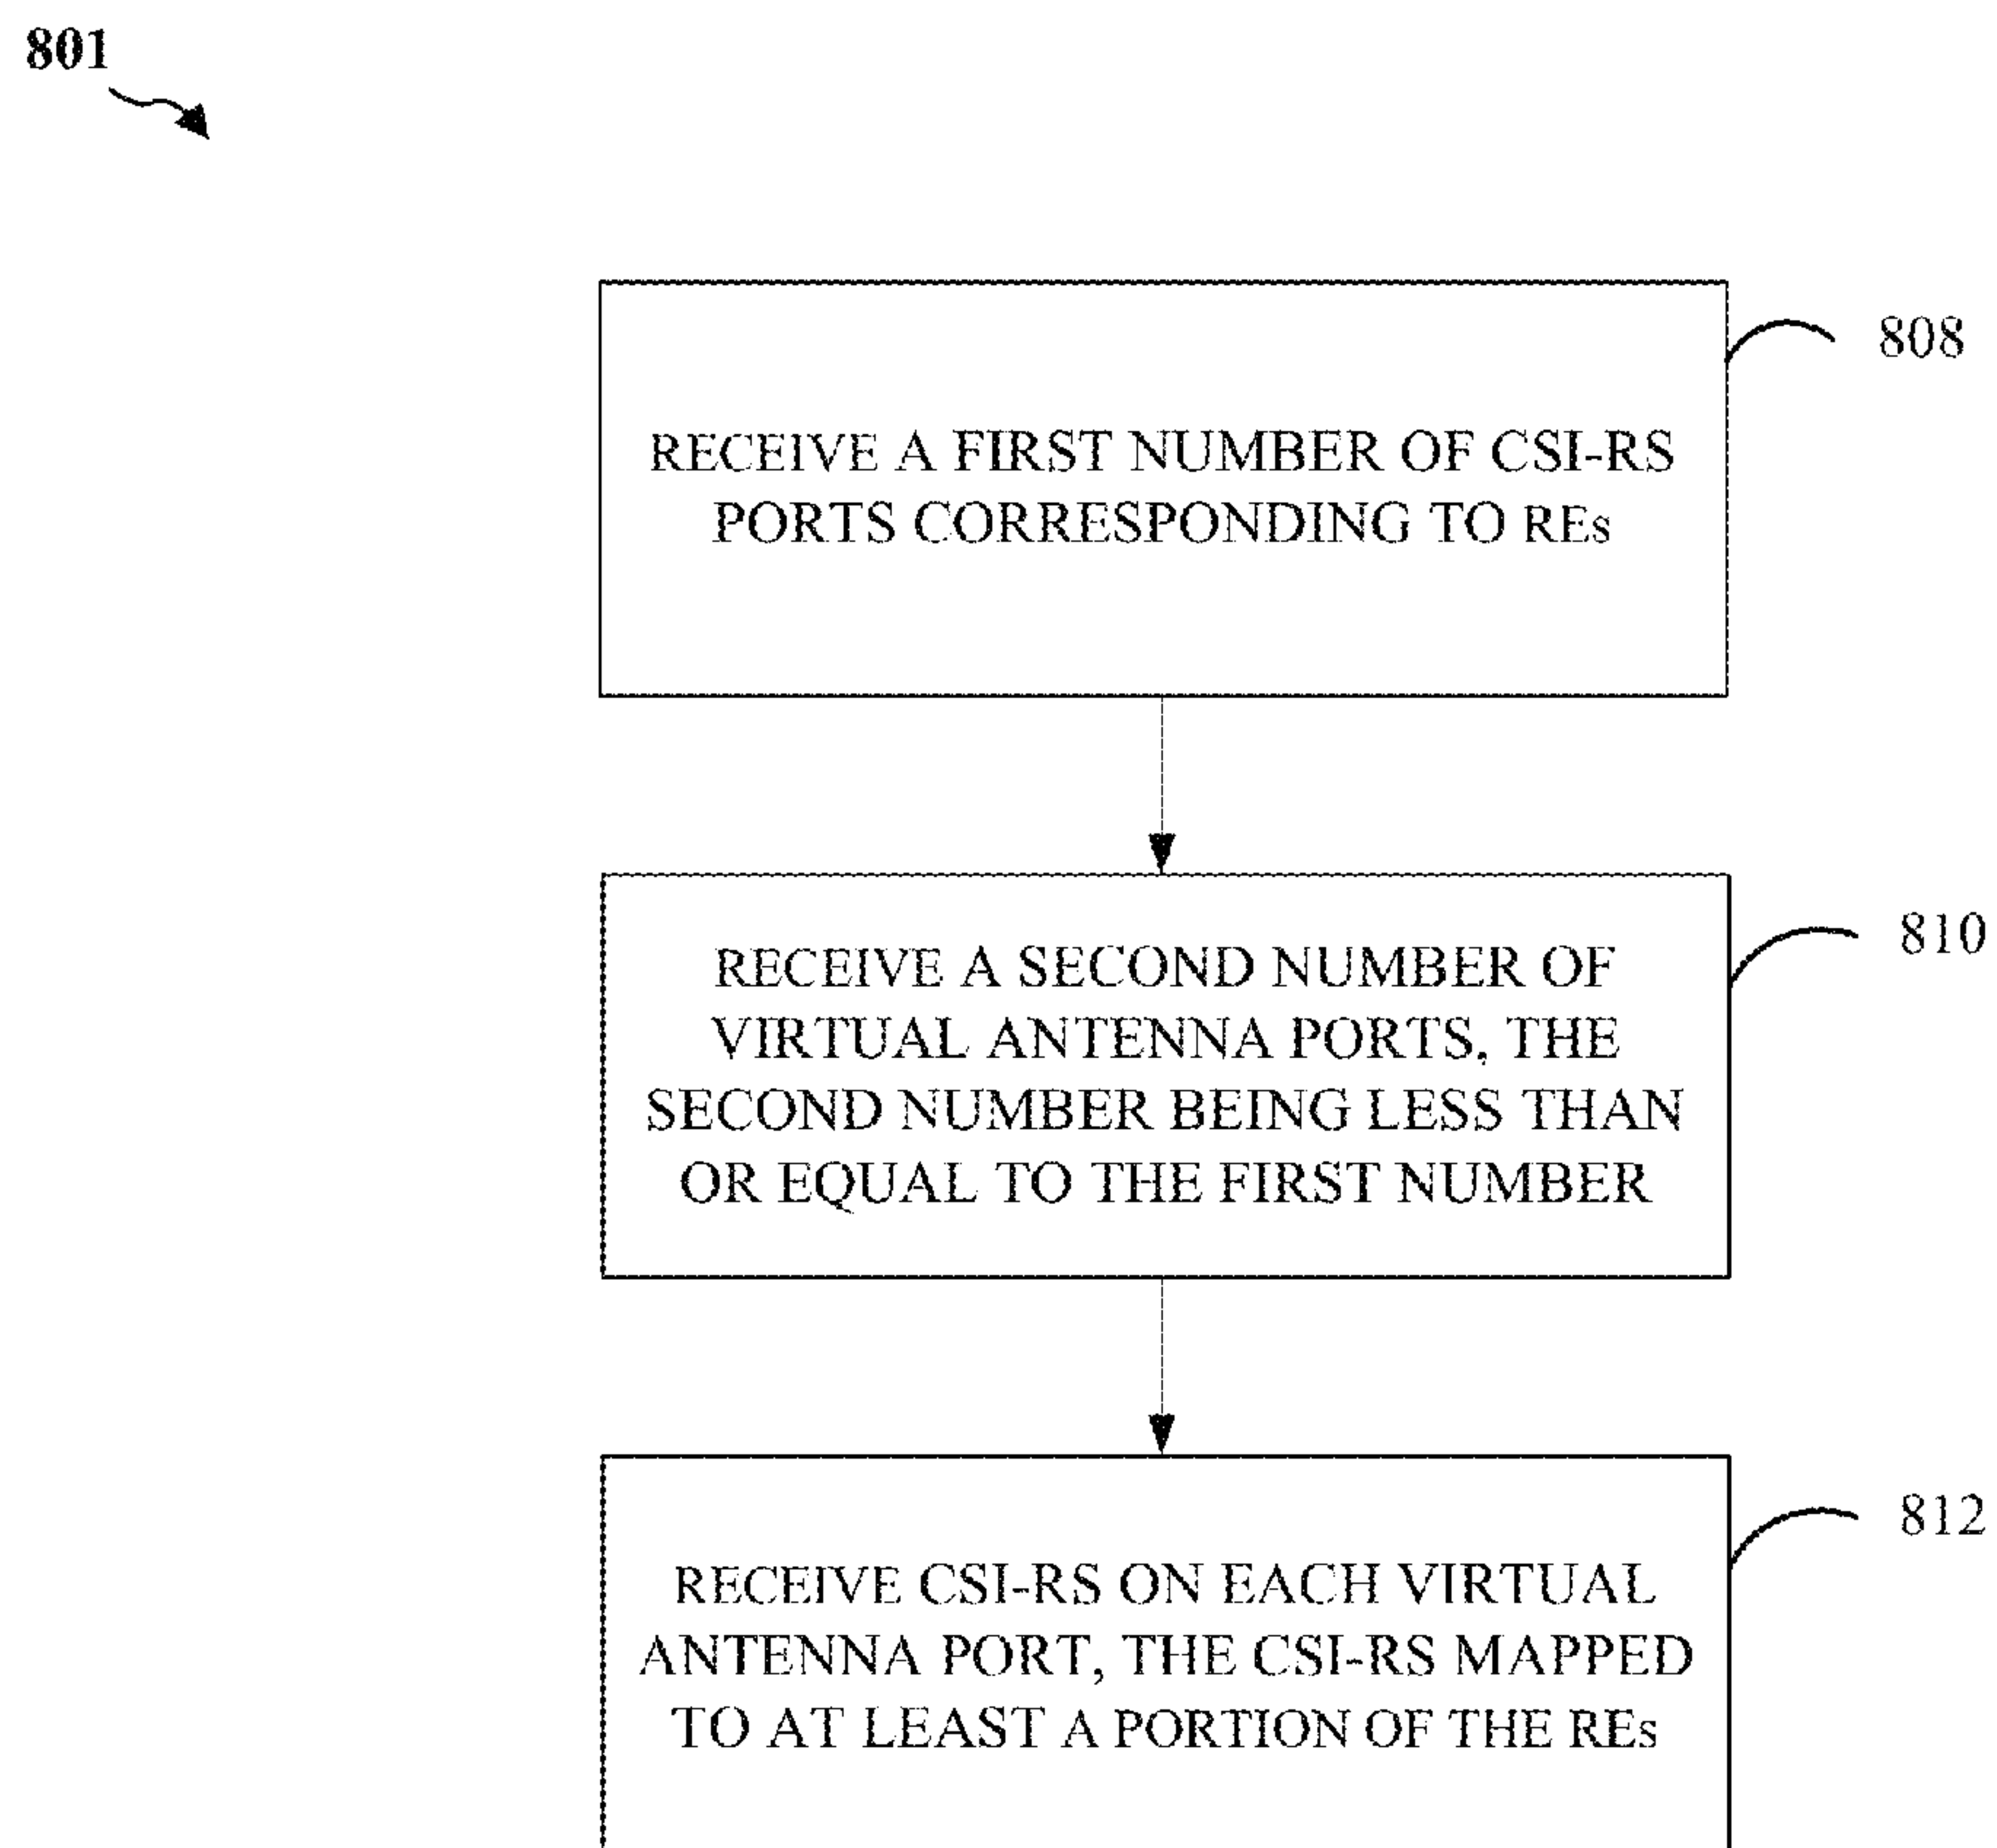 801
808
RECEIVE A FIRST NUMBER OF CSI-RS
PORTS CORRESPONDING TO REs
810
RECEIVE A SECOND NUMBER OF
VIRTUAL ANTENNA PORTS, THE
SECOND NUMBER BEING LESS THAN
OR EQUAL TO THE FIRST NUMBER
812
RECEIVE CSI-RS ON EACH VIRTUAL
ANTENNA PORT, THE CSI-RS MAPPED
TO AT LEAST A PORTION OF THE REs